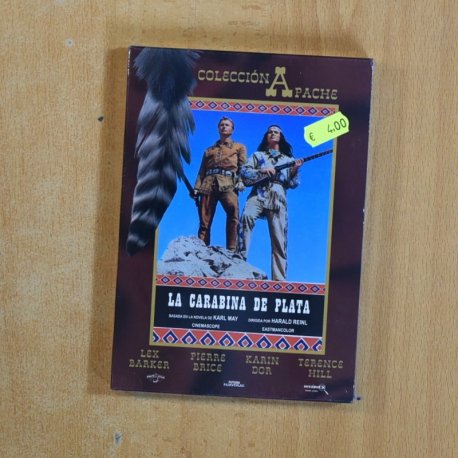 COLECCIÓN APACHE
€ 4,00
LA CARABINA DE PLATA
BASADA EN LA NOVELA DE KARL MAY DIRIGIDA POR HARALD REINL
CINEMASCOPE EASTMANCOLOR
LEX BARKER PIERRE BRICE KARIN DOR TERENCE HILL